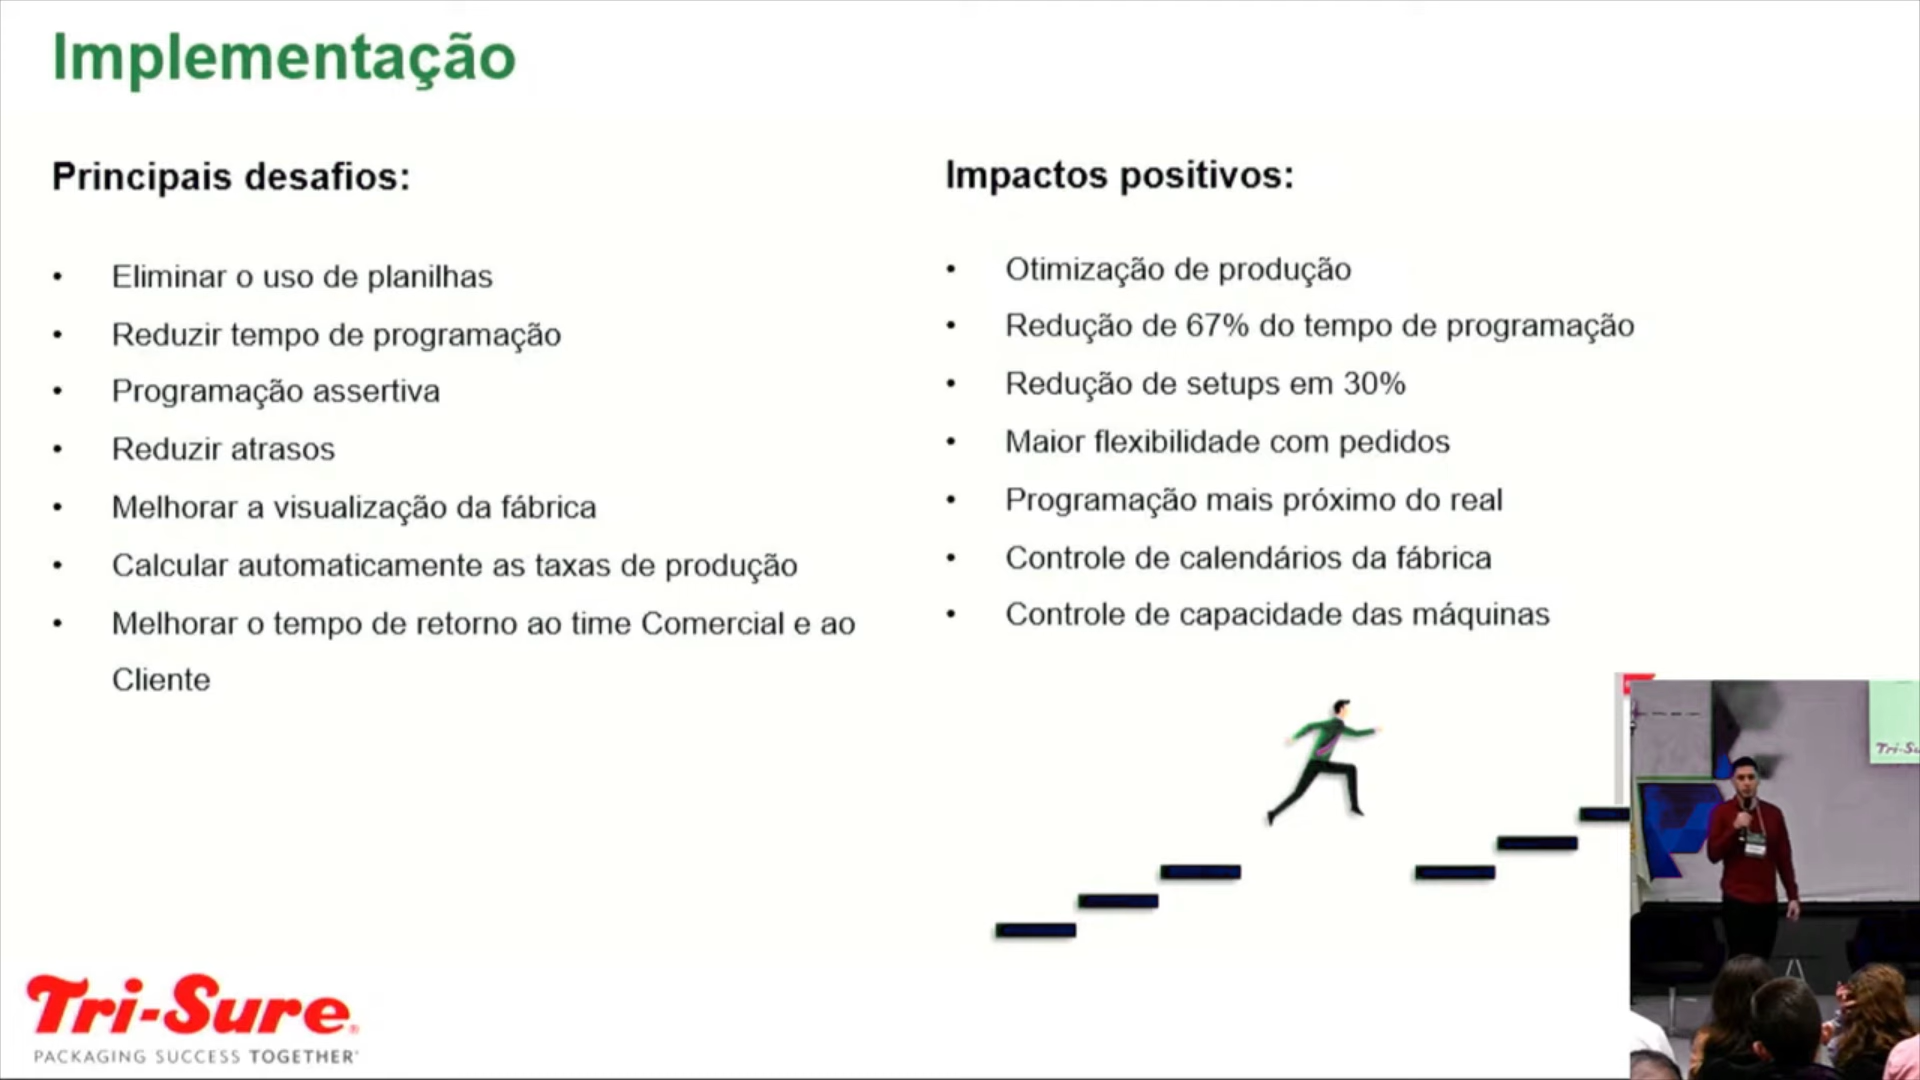 Implementação
Principais desafios:
• Eliminar o uso de planilhas
• Reduzir tempo de programação
• Programação assertiva
• Reduzir atrasos
• Melhorar a visualização da fábrica
• Calcular automaticamente as taxas de produção
• Melhorar o tempo de retorno ao time Comercial e ao
Cliente
Impactos positivos:
• Otimização de produção
• Redução de 67% do tempo de programação
• Redução de setups em 30%
• Maior flexibilidade com pedidos
• Programação mais próximo do real
• Controle de calendários da fábrica
• Controle de capacidade das máquinas
Tri-Sure
PACKAGING SUCCESS TOGETHER
Tri-Su